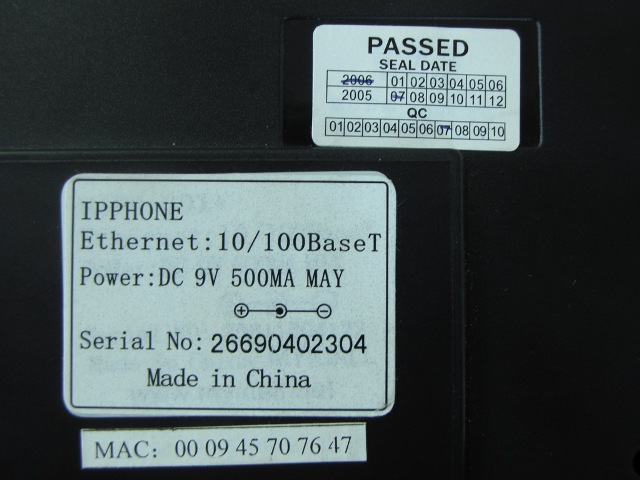 PASSED
SEAL DATE
2006 01 02 03 04 05 06
2005 07 08 09 10 11 12
QC
01 02 03 04 05 06 07 08 09 10
IPPHONE
Ethernet:10/100BaseT
Power:DC 9V 500MA MAY
Serial No: 26690402304
Made in China
MAC: 00 09 45 70 76 47